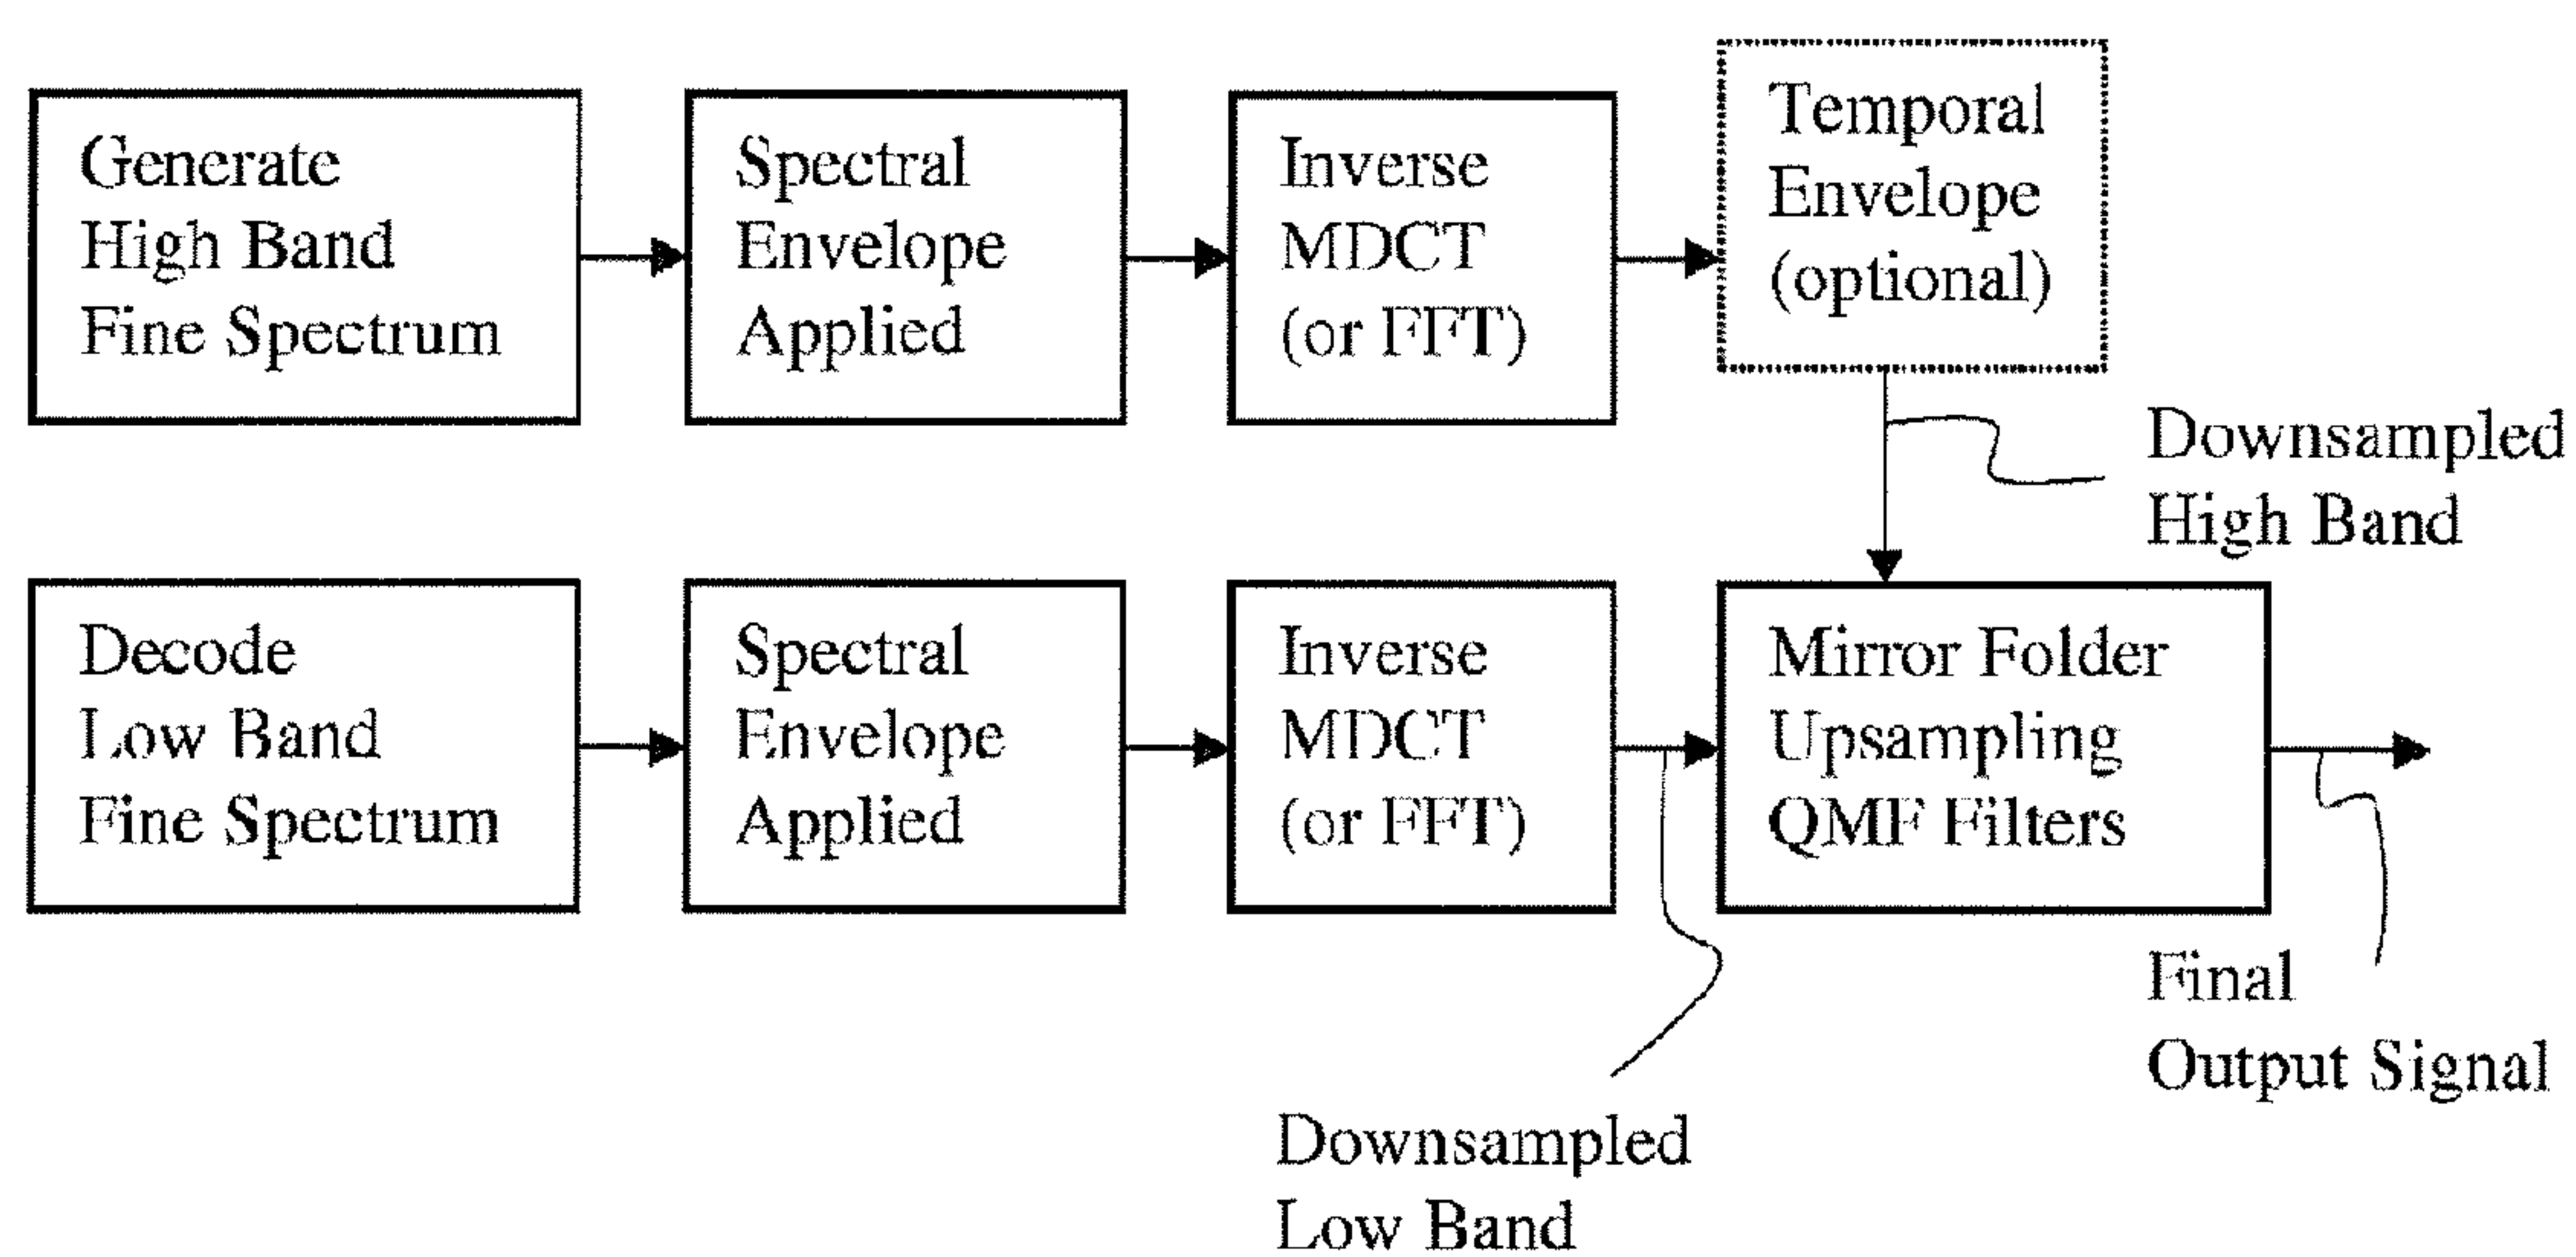 Generate
High Band
Fine Spectrum
Spectral
Envelope
Applied
Inverse
MDCT
(or FFT)
Temporal
Envelope
(optional)
Downsampled
High Band
Decode
Low Band
Fine Spectrum
Spectral
Envelope
Applied
Inverse
MDCT
(or FFT)
Mirror Folder
Upsampling
QMF Filters
Final
Output Signal
Downsampled
Low Band